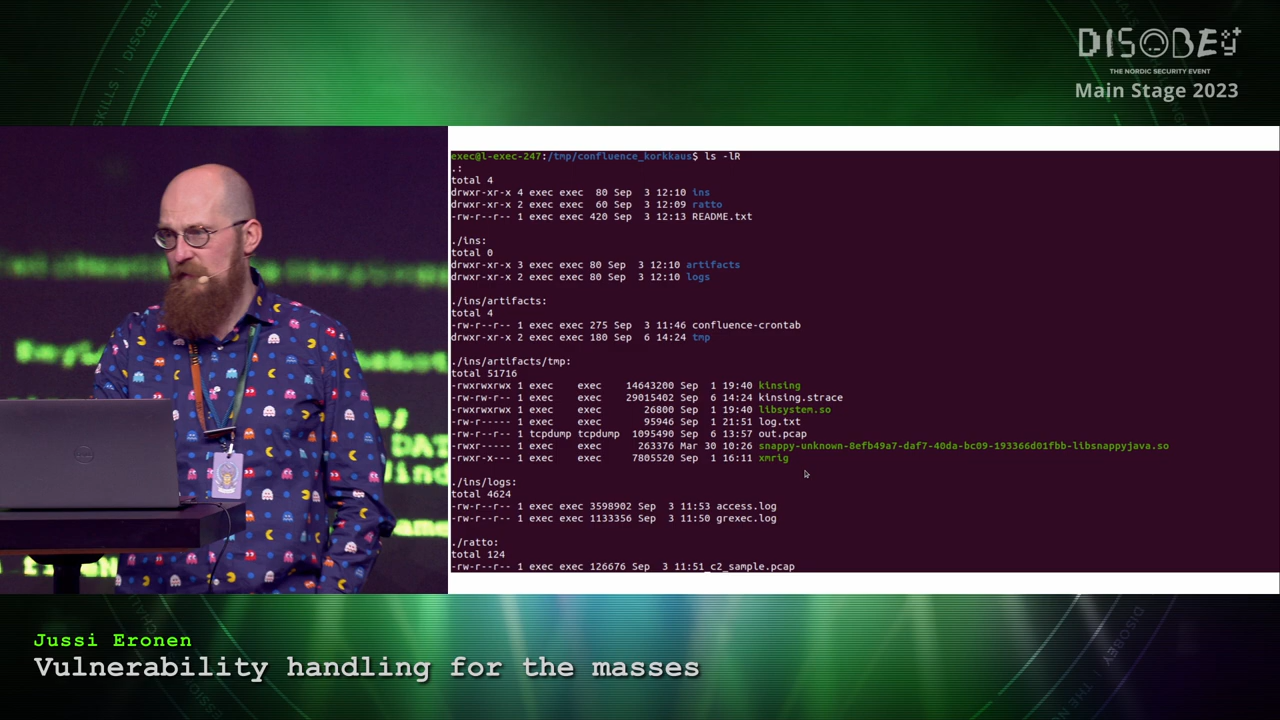 DISOBEY
THE NORDIC SECURITY EVENT
Main Stage 2023
SKILLS | DISOBEY
exec@l-exec-247:/tmp/confluence_korkkaus$ ls -lR
.:
total 4
drwxr-xr-x 4 exec exec  80 Sep  3 12:10 ins
drwxr-xr-x 2 exec exec  60 Sep  3 12:09 ratto
-rw-r--r-- 1 exec exec 420 Sep  3 12:13 README.txt
./ins:
total 0
drwxr-xr-x 3 exec exec 80 Sep  3 12:10 artifacts
drwxr-xr-x 2 exec exec 80 Sep  3 12:10 logs
./ins/artifacts:
total 4
-rw-r--r-- 1 exec exec 275 Sep  3 11:46 confluence-crontab
drwxr-xr-x 2 exec exec 180 Sep  6 14:24 tmp
./ins/artifacts/tmp:
total 51716
-rwxrwxrwx 1 exec    exec    14643200 Sep  1 19:40 kinsing
-rw-rw-r-- 1 exec    exec    29015402 Sep  6 14:24 kinsing.strace
-rwxrwxrwx 1 exec    exec       26800 Sep  1 19:40 libsystem.so
-rw-r--r-- 1 exec    exec       95946 Sep  1 21:51 log.txt
-rw-r--r-- 1 tcpdump tcpdump  1095490 Sep  6 13:57 out.pcap
-rwxr----- 1 exec    exec      263376 Mar 30 10:26 snappy-unknown-8efb49a7-daf7-40da-bc09-193366d01fbb-libsnappyjava.so
-rwxr-x--- 1 exec    exec     7805520 Sep  1 16:11 xmrig
./ins/logs:
total 4624
-rw-r--r-- 1 exec exec 3598902 Sep  3 11:53 access.log
-rw-r--r-- 1 exec exec 1133356 Sep  3 11:50 grexec.log
./ratto:
total 124
-rw-r--r-- 1 exec exec 126676 Sep  3 11:51 c2_sample.pcap
Jussi Eronen
Vulnerability handling for the masses